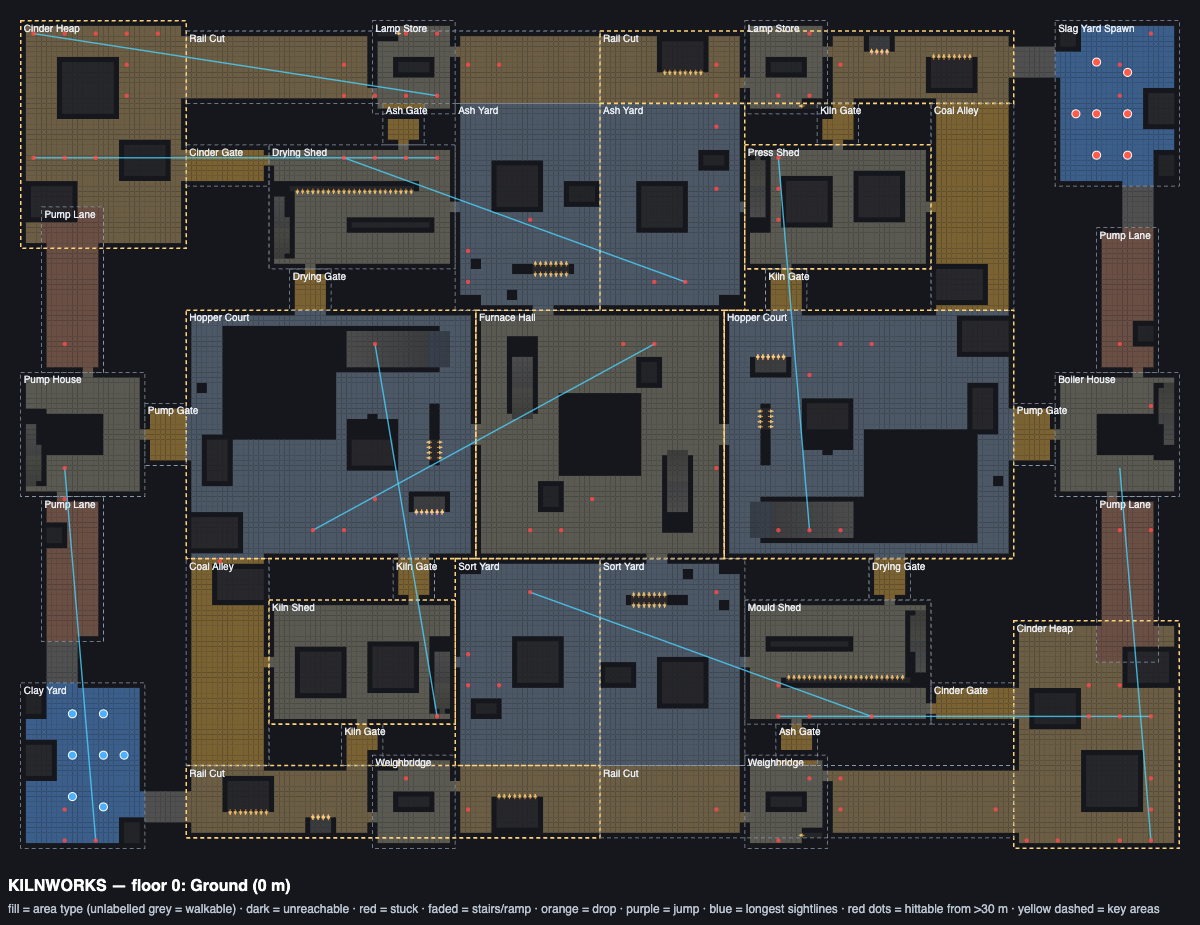 Cinder Heap
Rail Cut
Lamp Store
Rail Cut
Lamp Store
Slag Yard Spawn
Ash Gate
Ash Yard
Ash Yard
Kiln Gate
Coal Alley
Cinder Gate
Drying Shed
Press Shed
Pump Lane
Pump Lane
Drying Gate
Kiln Gate
Hopper Court
Furnace Hall
Hopper Court
Pump House
Boiler House
Pump Gate
Pump Gate
Pump Lane
Pump Lane
Coal Alley
Kiln Gate
Sort Yard
Sort Yard
Drying Gate
Kiln Shed
Mould Shed
Cinder Heap
Clay Yard
Cinder Gate
Kiln Gate
Ash Gate
Weighbridge
Weighbridge
Rail Cut
Rail Cut
KILNWORKS — floor 0: Ground (0 m)
fill = area type (unlabelled grey = walkable) · dark = unreachable · red = stuck · faded = stairs/ramp · orange = drop · purple = jump · blue = longest sightlines · red dots = hittable from >30 m · yellow dashed = key areas